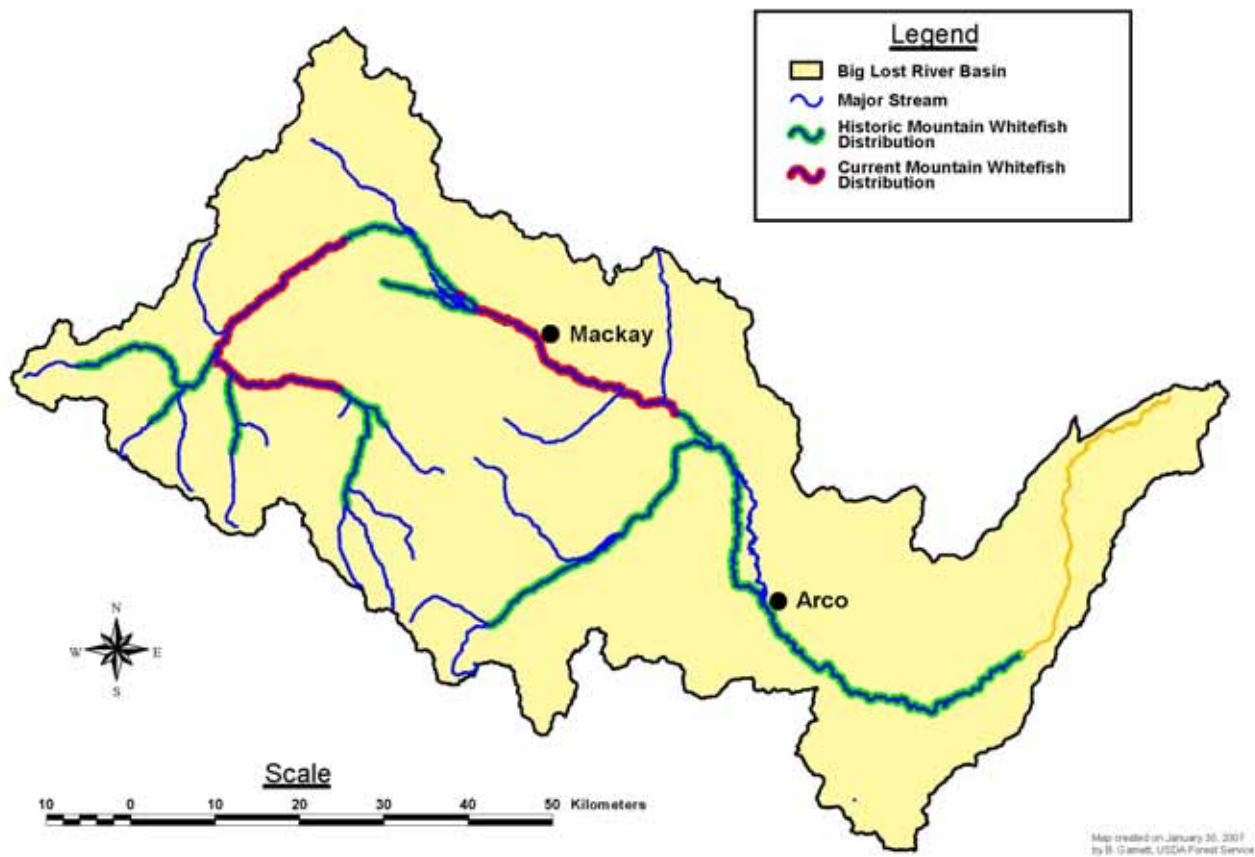 Legend
Big Lost River Basin
Major Stream
Historic Mountain Whitefish
Distribution
Current Mountain Whitefish
Distribution
Mackay
Arco
N
W E
S
Scale
10 0 10 20 30 40 50 Kilometers
Map created on January 30, 2007
by B. Gamett, USDA Forest Service